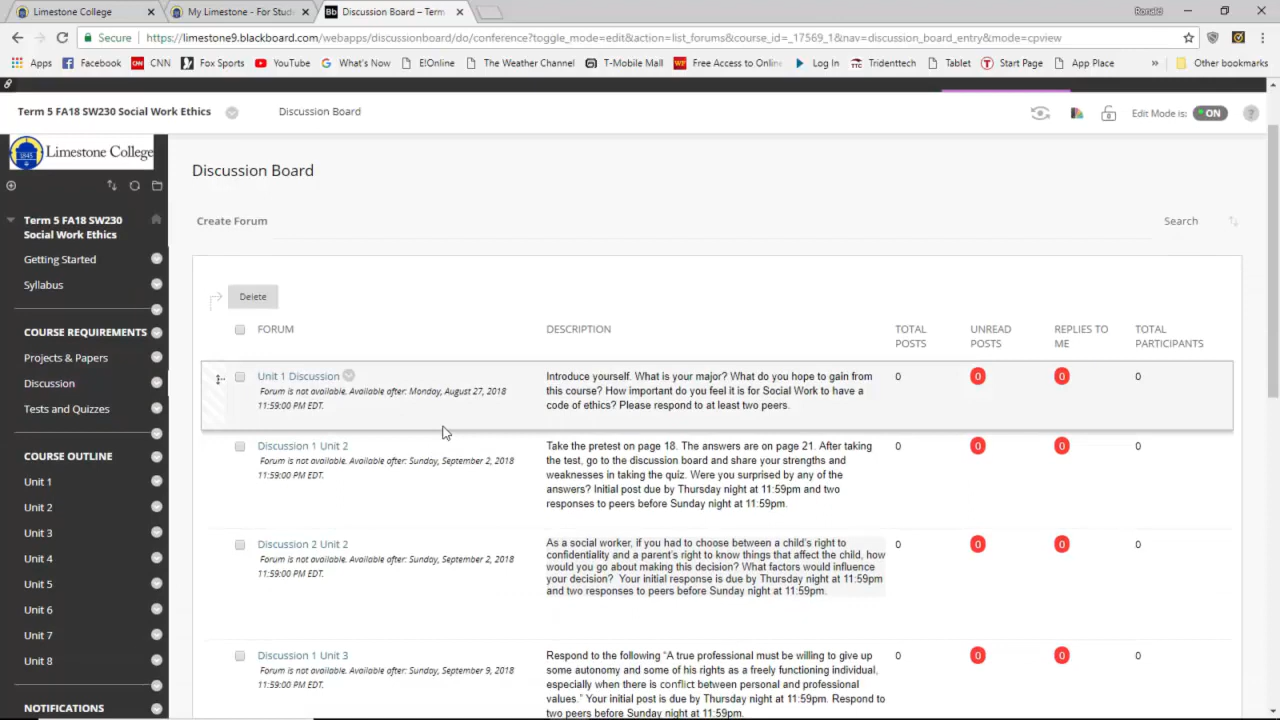 Limestone College
My Limestone - For Stud
Discussion Board – Term
Ronald
Secure
https://limestone9.blackboard.com/webapps/discussionboard/do/conference?toggle_mode=edit&action=list_forums&course_id=_17569_1&nav=discussion_board_entry&mode=cpview
Apps
Facebook
CNN
Fox Sports
YouTube
What's Now
E!Online
The Weather Channel
T-Mobile Mall
Free Access to Online
Log In
Tridenttech
Tablet
Start Page
App Place
»
Other bookmarks
Term 5 FA18 SW230 Social Work Ethics
Discussion Board
Edit Mode is:
ON
?
Limestone College
Term 5 FA18 SW230
Social Work Ethics
Getting Started
Syllabus
COURSE REQUIREMENTS
Projects & Papers
Discussion
Tests and Quizzes
COURSE OUTLINE
Unit 1
Unit 2
Unit 3
Unit 4
Unit 5
Unit 6
Unit 7
Unit 8
NOTIFICATIONS
Discussion Board
Create Forum
Search
Delete
FORUM
DESCRIPTION
TOTAL
POSTS
UNREAD
POSTS
REPLIES TO
ME
TOTAL
PARTICIPANTS
Unit 1 Discussion
Forum is not available. Available after: Monday, August 27, 2018
11:59:00 PM EDT.
Introduce yourself. What is your major? What do you hope to gain from
this course? How important do you feel it is for Social Work to have a
code of ethics? Please respond to at least two peers.
0
0
0
0
Discussion 1 Unit 2
Forum is not available. Available after: Sunday, September 2, 2018
11:59:00 PM EDT.
Take the pretest on page 18. The answers are on page 21. After taking
the test, go to the discussion board and share your strengths and
weaknesses in taking the quiz. Were you surprised by any of the
answers? Initial post due by Thursday night at 11:59pm and two
responses to peers before Sunday night at 11:59pm.
0
0
0
0
Discussion 2 Unit 2
Forum is not available. Available after: Sunday, September 2, 2018
11:59:00 PM EDT.
As a social worker, if you had to choose between a child's right to
confidentiality and a parent's right to know things that affect the child, how
would you go about making this decision? What factors would influence
your decision? Your initial response is due by Thursday night at 11:59pm
and two responses to peers before Sunday night at 11:59pm.
0
0
0
0
Discussion 1 Unit 3
Forum is not available. Available after: Sunday, September 9, 2018
11:59:00 PM EDT.
Respond to the following "A true professional must be willing to give up
some autonomy and some of his rights as a freely functioning individual,
especially when there is conflict between personal and professional
values." Your initial post is due by Thursday night at 11:59pm. Respond to
two peers before Sunday night at 11:59pm.
0
0
0
0